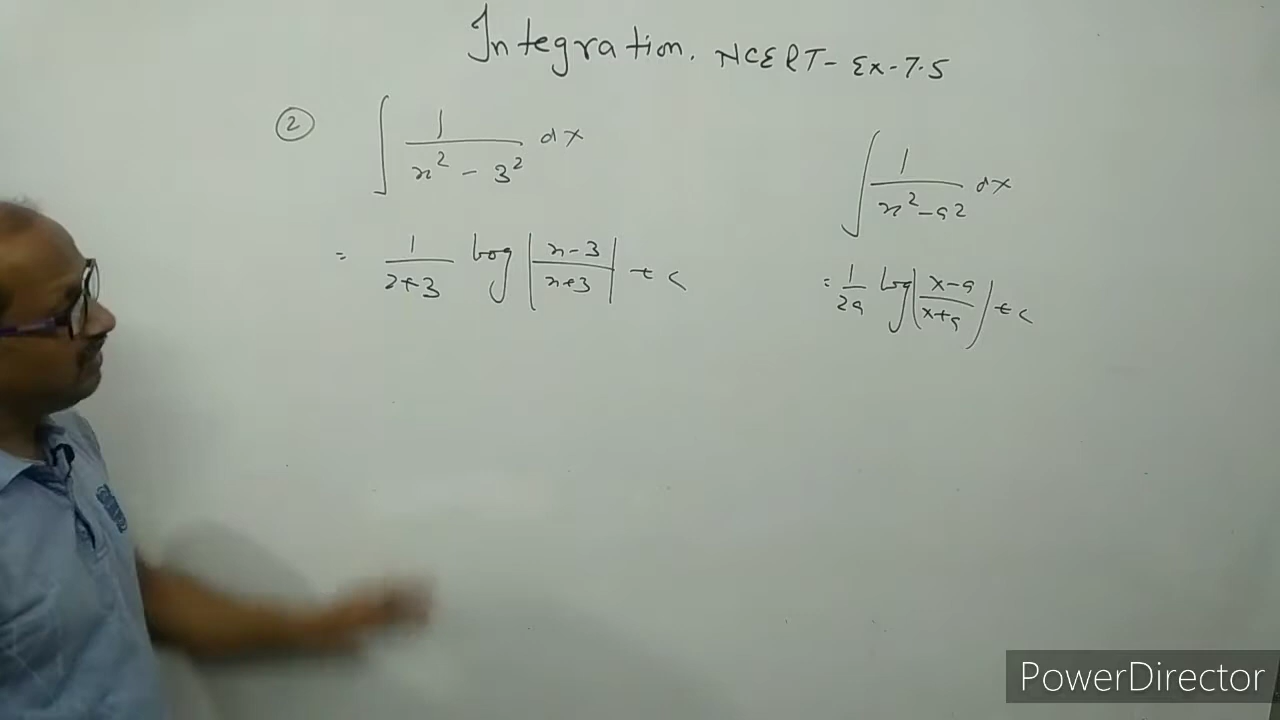 Integration. NCERT - Ex-7.5
② ∫ 1/(x² - 3²) dx
= 1/(2+3) log |(x-3)/(x+3)| + c
∫ 1/(x² - a²) dx
= 1/2a log |(x-a)/(x+a)| + c
PowerDirector